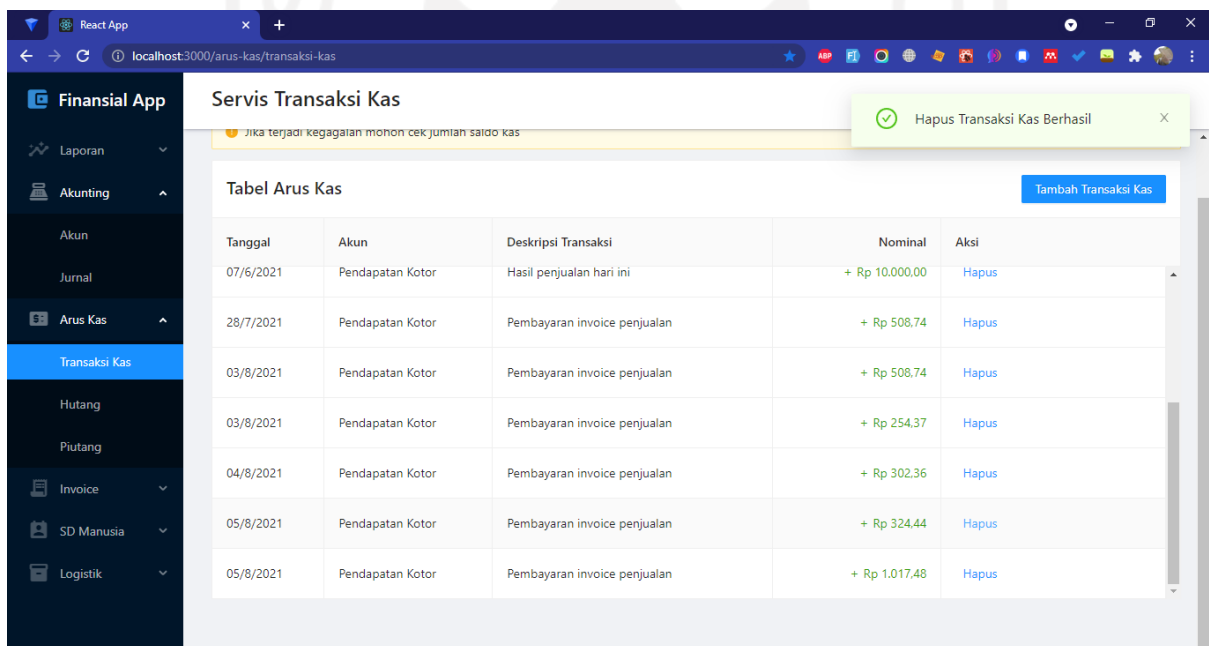 React App
localhost:3000/arus-kas/transaksi-kas
Finansial App
Servis Transaksi Kas
Hapus Transaksi Kas Berhasil
Jika terjadi kegagalan mohon cek jumlah saldo kas
Laporan
Akunting
Akun
Jurnal
Arus Kas
Transaksi Kas
Hutang
Piutang
Invoice
SD Manusia
Logistik
Tabel Arus Kas
Tambah Transaksi Kas
Tanggal Akun Deskripsi Transaksi Nominal Aksi
07/6/2021 Pendapatan Kotor Hasil penjualan hari ini + Rp 10.000,00 Hapus
28/7/2021 Pendapatan Kotor Pembayaran invoice penjualan + Rp 508,74 Hapus
03/8/2021 Pendapatan Kotor Pembayaran invoice penjualan + Rp 508,74 Hapus
03/8/2021 Pendapatan Kotor Pembayaran invoice penjualan + Rp 254,37 Hapus
04/8/2021 Pendapatan Kotor Pembayaran invoice penjualan + Rp 302,36 Hapus
05/8/2021 Pendapatan Kotor Pembayaran invoice penjualan + Rp 324,44 Hapus
05/8/2021 Pendapatan Kotor Pembayaran invoice penjualan + Rp 1.017,48 Hapus